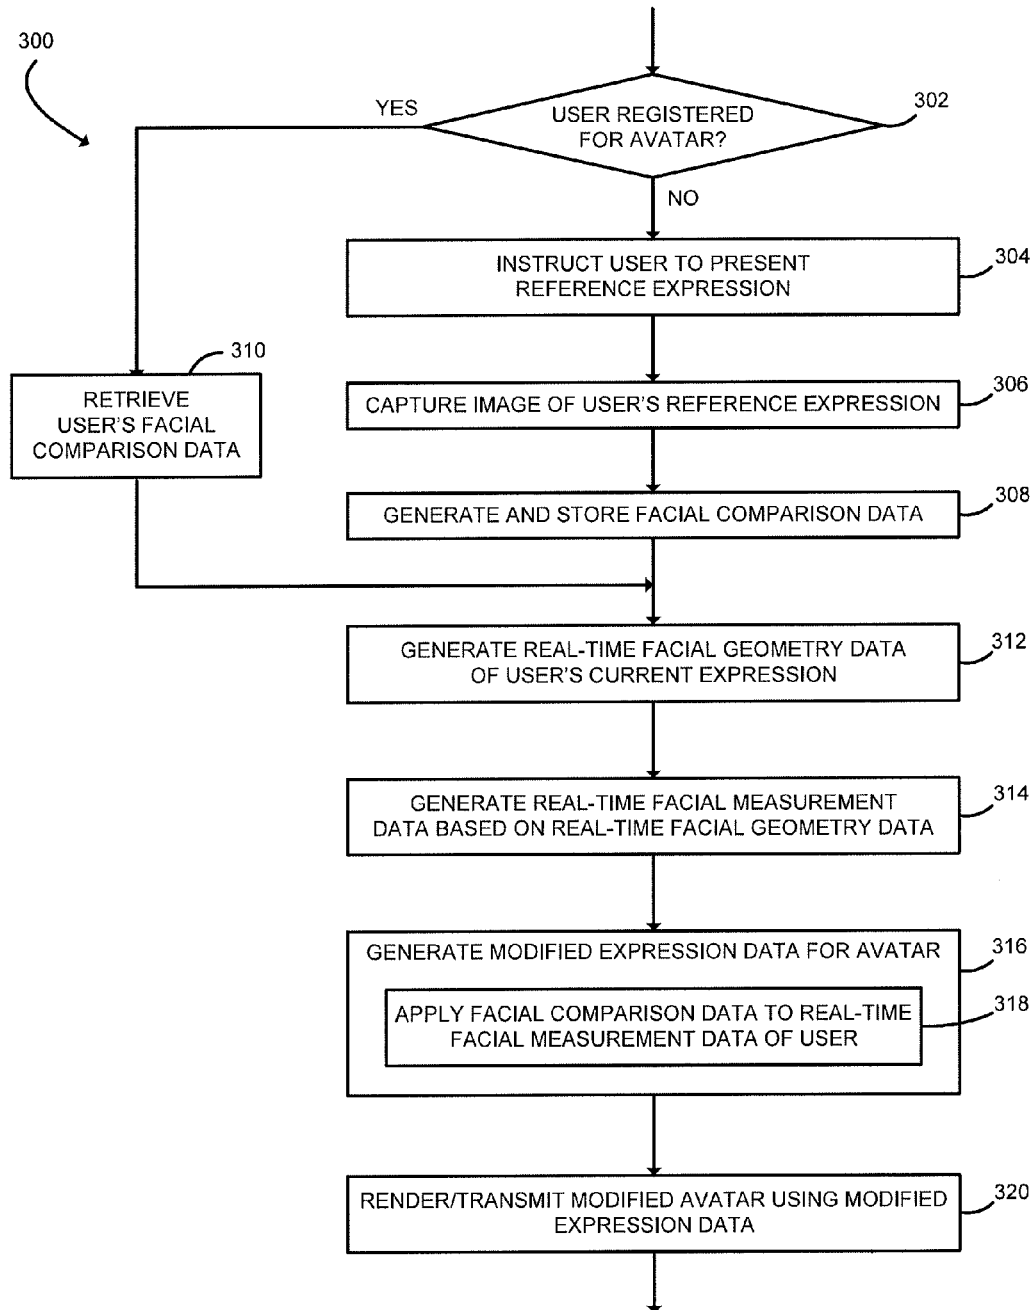 300
302
YES
USER REGISTERED
FOR AVATAR?
NO
304
INSTRUCT USER TO PRESENT
REFERENCE EXPRESSION
310
RETRIEVE
USER'S FACIAL
COMPARISON DATA
306
CAPTURE IMAGE OF USER'S REFERENCE EXPRESSION
308
GENERATE AND STORE FACIAL COMPARISON DATA
312
GENERATE REAL-TIME FACIAL GEOMETRY DATA
OF USER'S CURRENT EXPRESSION
314
GENERATE REAL-TIME FACIAL MEASUREMENT
DATA BASED ON REAL-TIME FACIAL GEOMETRY DATA
316
GENERATE MODIFIED EXPRESSION DATA FOR AVATAR
318
APPLY FACIAL COMPARISON DATA TO REAL-TIME
FACIAL MEASUREMENT DATA OF USER
320
RENDER/TRANSMIT MODIFIED AVATAR USING MODIFIED
EXPRESSION DATA